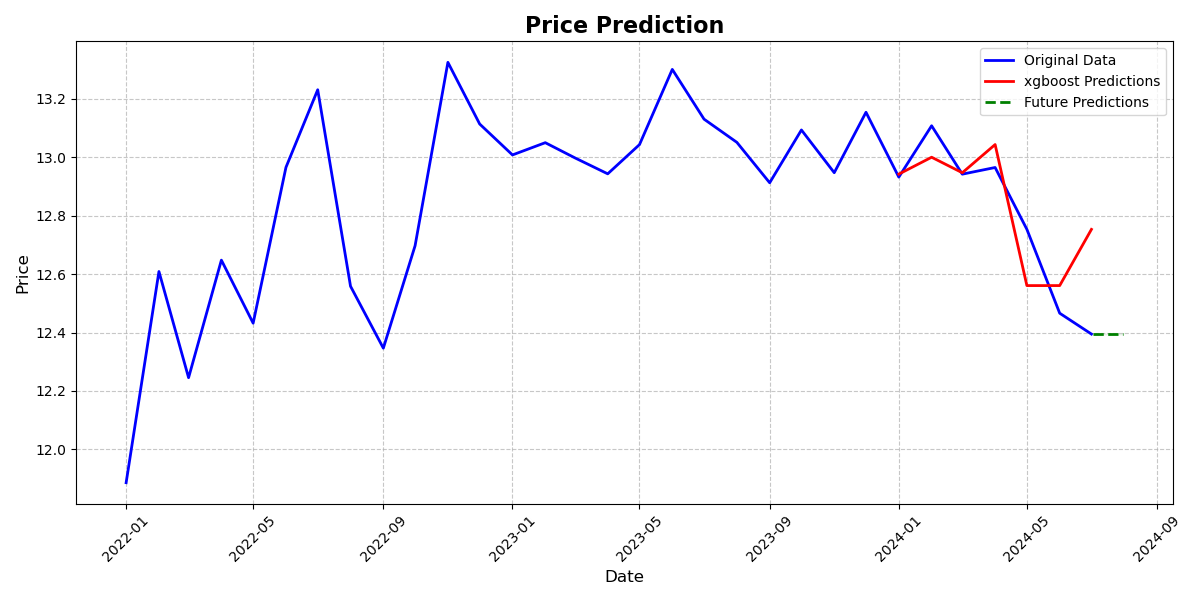 Price Prediction
Original Data
xgboost Predictions
Future Predictions
Price
13.2
13.0
12.8
12.6
12.4
12.2
12.0
2022-01
2022-05
2022-09
2023-01
2023-05
2023-09
2024-01
2024-05
2024-09
Date